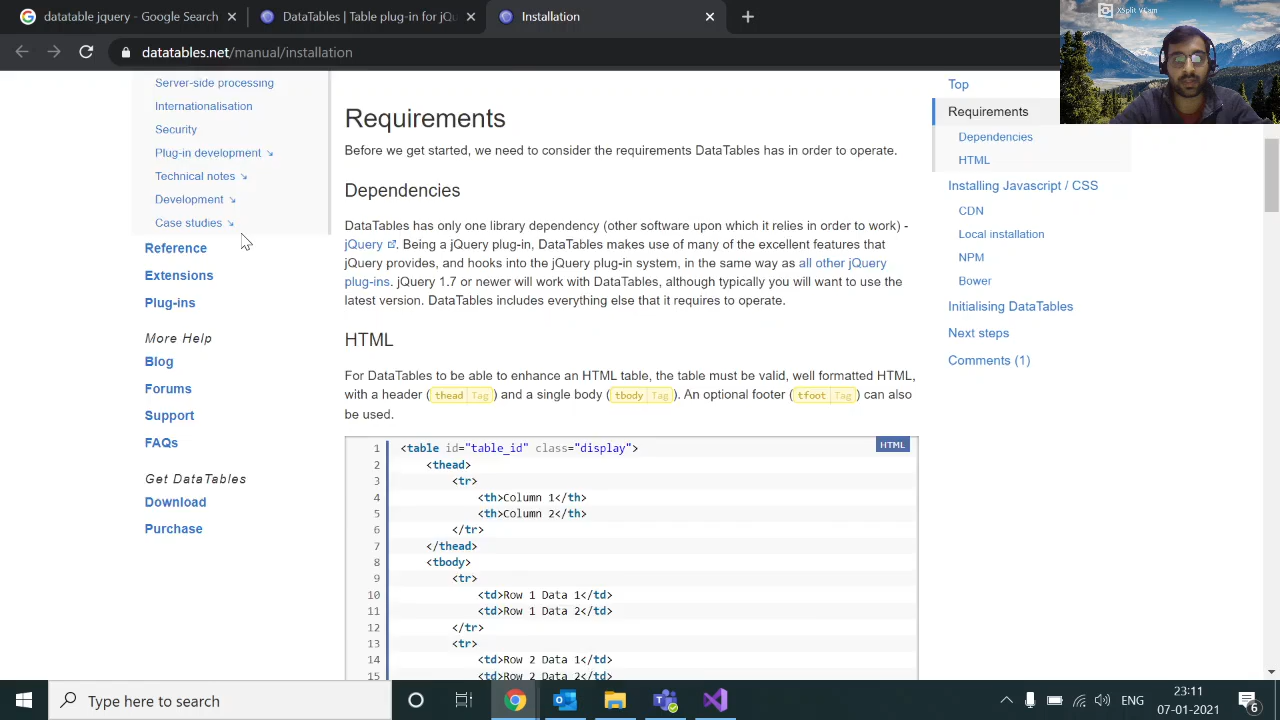 datatable jquery - Google Search
DataTables | Table plug-in for jQu
Installation
XSplit VCam
datatables.net/manual/installation
Server-side processing
Internationalisation
Security
Plug-in development
Technical notes
Development
Case studies
Reference
Extensions
Plug-ins
More Help
Blog
Forums
Support
FAQs
Get DataTables
Download
Purchase
Requirements
Before we get started, we need to consider the requirements DataTables has in order to operate.
Dependencies
DataTables has only one library dependency (other software upon which it relies in order to work) -
jQuery . Being a jQuery plug-in, DataTables makes use of many of the excellent features that
jQuery provides, and hooks into the jQuery plug-in system, in the same way as all other jQuery
plug-ins. jQuery 1.7 or newer will work with DataTables, although typically you will want to use the
latest version. DataTables includes everything else that it requires to operate.
HTML
For DataTables to be able to enhance an HTML table, the table must be valid, well formatted HTML,
with a header ( thead Tag ) and a single body ( tbody Tag ). An optional footer ( tfoot Tag ) can also
be used.
HTML
1 <table id="table_id" class="display">
2 <thead>
3 <tr>
4 <th>Column 1</th>
5 <th>Column 2</th>
6 </tr>
7 </thead>
8 <tbody>
9 <tr>
10 <td>Row 1 Data 1</td>
11 <td>Row 1 Data 2</td>
12 </tr>
13 <tr>
14 <td>Row 2 Data 1</td>
15 <td>Row 2 Data 2</td>
Top
Requirements
Dependencies
HTML
Installing Javascript / CSS
CDN
Local installation
NPM
Bower
Initialising DataTables
Next steps
Comments (1)
Type here to search
ENG
23:11
07-01-2021
6